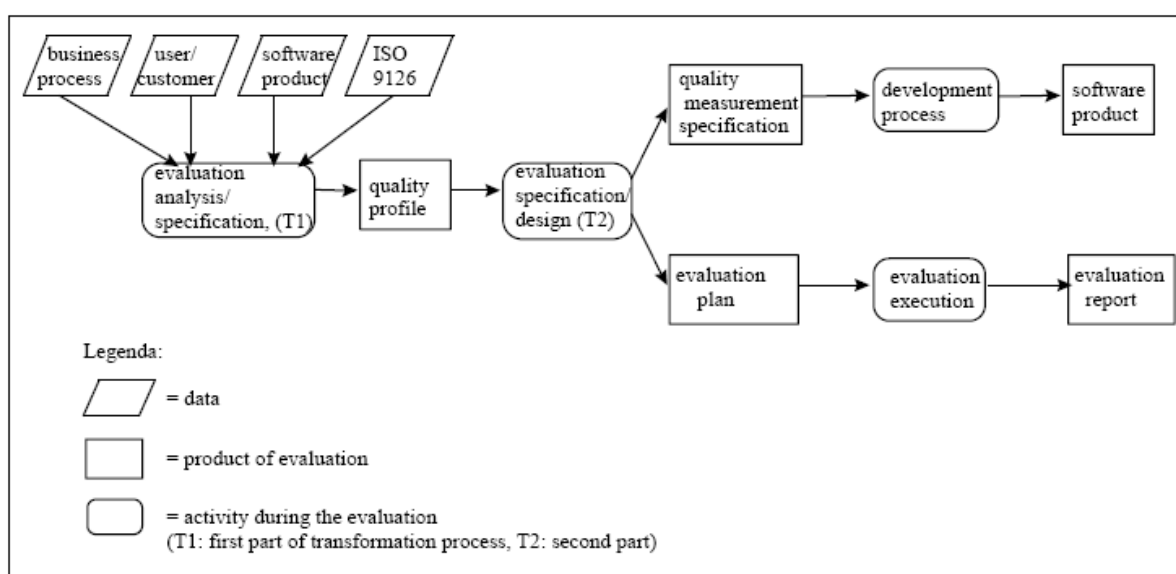 business
process
user/
customer
software
product
ISO
9126
evaluation
analysis/
specification, (T1)
quality
profile
evaluation
specification/
design (T2)
quality
measurement
specification
development
process
software
product
evaluation
plan
evaluation
execution
evaluation
report
Legenda:
= data
= product of evaluation
= activity during the evaluation
(T1: first part of transformation process, T2: second part)